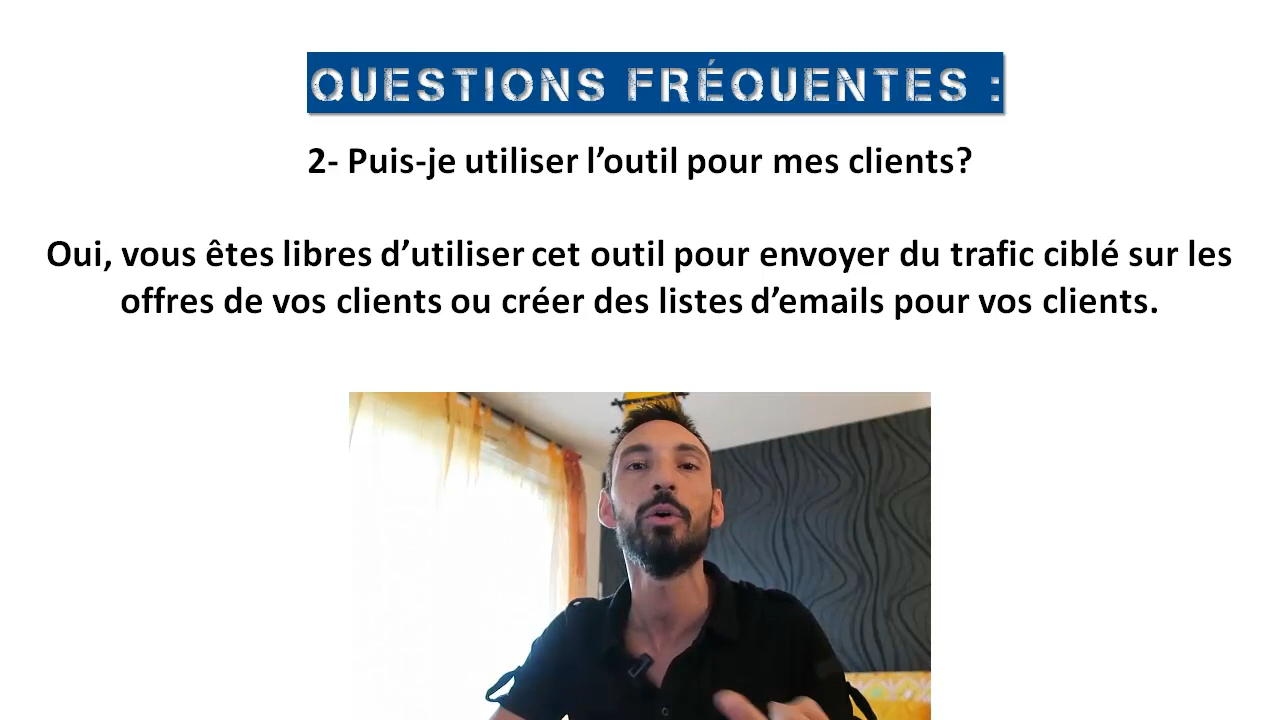 QUESTIONS FRÉQUENTES :
2- Puis-je utiliser l’outil pour mes clients?
Oui, vous êtes libres d’utiliser cet outil pour envoyer du trafic ciblé sur les
offres de vos clients ou créer des listes d’emails pour vos clients.